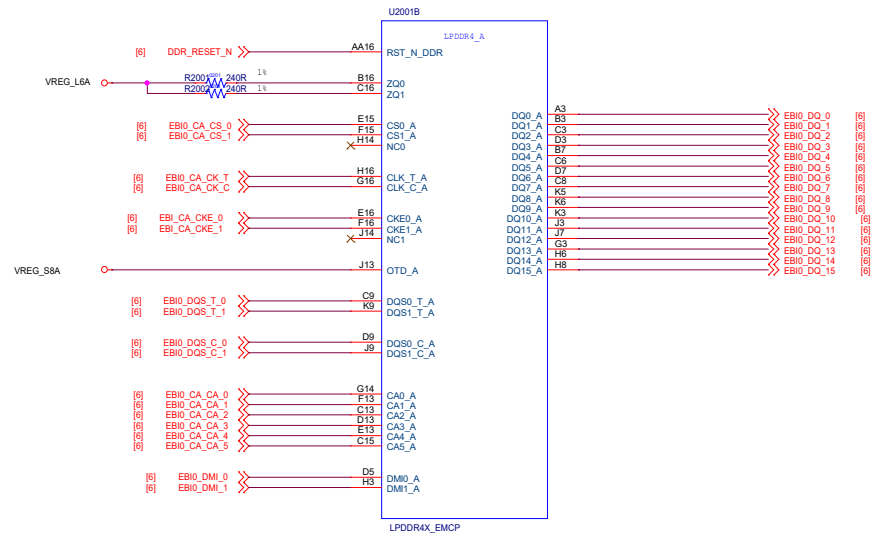 U2001B
LPDDR4_A
[6] DDR_RESET_N AA16 RST_N_DDR
VREG_L6A R2001 0201 240R 1% B16 ZQ0
R2002 240R 1% C16 ZQ1
[6] EBI0_CA_CS_0 E15 CS0_A
[6] EBI0_CA_CS_1 F15 CS1_A
H14 NC0
[6] EBI0_CA_CK_T H16 CLK_T_A
[6] EBI0_CA_CK_C G16 CLK_C_A
[6] EBI_CA_CKE_0 E16 CKE0_A
[6] EBI_CA_CKE_1 F16 CKE1_A
J14 NC1
VREG_S8A J13 OTD_A
[6] EBI0_DQS_T_0 C9 DQS0_T_A
[6] EBI0_DQS_T_1 K9 DQS1_T_A
[6] EBI0_DQS_C_0 D9 DQS0_C_A
[6] EBI0_DQS_C_1 J9 DQS1_C_A
[6] EBI0_CA_CA_0 G14 CA0_A
[6] EBI0_CA_CA_1 F13 CA1_A
[6] EBI0_CA_CA_2 C13 CA2_A
[6] EBI0_CA_CA_3 D13 CA3_A
[6] EBI0_CA_CA_4 E13 CA4_A
[6] EBI0_CA_CA_5 C15 CA5_A
[6] EBI0_DMI_0 D5 DMI0_A
[6] EBI0_DMI_1 H3 DMI1_A
DQ0_A A3 EBI0_DQ_0 [6]
DQ1_A B3 EBI0_DQ_1 [6]
DQ2_A C3 EBI0_DQ_2 [6]
DQ3_A D3 EBI0_DQ_3 [6]
DQ4_A B7 EBI0_DQ_4 [6]
DQ5_A C6 EBI0_DQ_5 [6]
DQ6_A D7 EBI0_DQ_6 [6]
DQ7_A C8 EBI0_DQ_7 [6]
DQ8_A K5 EBI0_DQ_8 [6]
DQ9_A K6 EBI0_DQ_9 [6]
DQ10_A K3 EBI0_DQ_10 [6]
DQ11_A J3 EBI0_DQ_11 [6]
DQ12_A J7 EBI0_DQ_12 [6]
DQ13_A G3 EBI0_DQ_13 [6]
DQ14_A H6 EBI0_DQ_14 [6]
DQ15_A H8 EBI0_DQ_15 [6]
LPDDR4X_EMCP